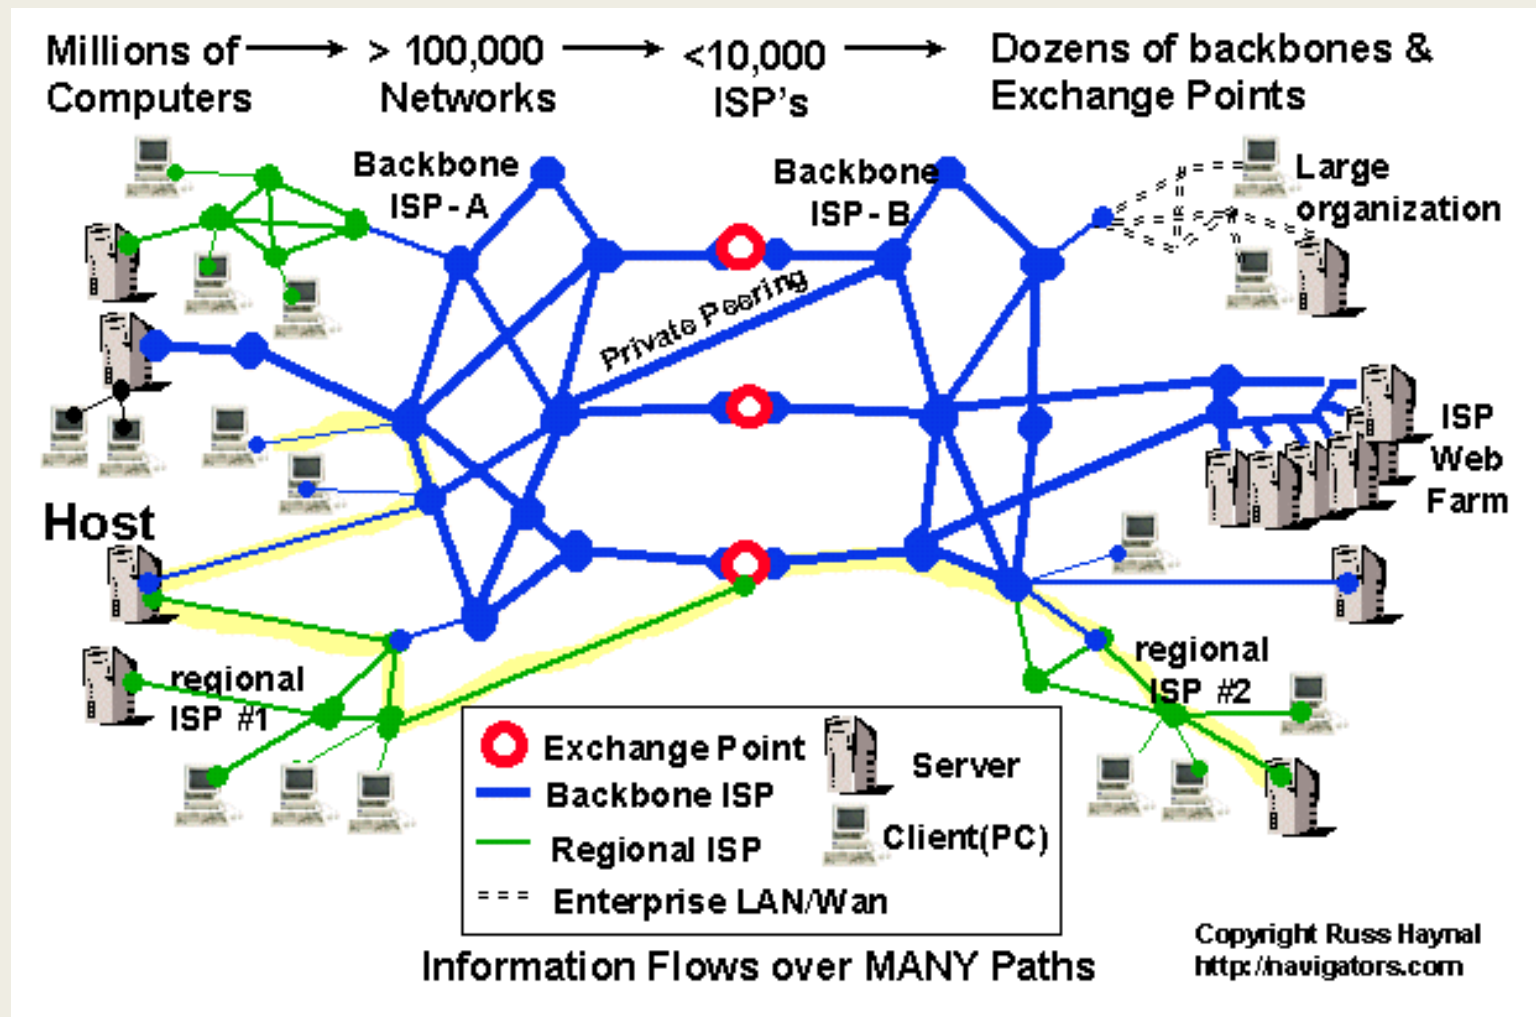 Millions of
Computers
> 100,000
Networks
<10,000
ISP's
Dozens of backbones &
Exchange Points
Backbone
ISP-A
Backbone
ISP-B
Large
organization
Private Peering
ISP
Web
Farm
Host
regional
ISP #1
regional
ISP #2
Exchange Point
Backbone ISP
Regional ISP
Enterprise LAN/Wan
Server
Client(PC)
Information Flows over MANY Paths
Copyright Russ Haynal
http://navigators.com